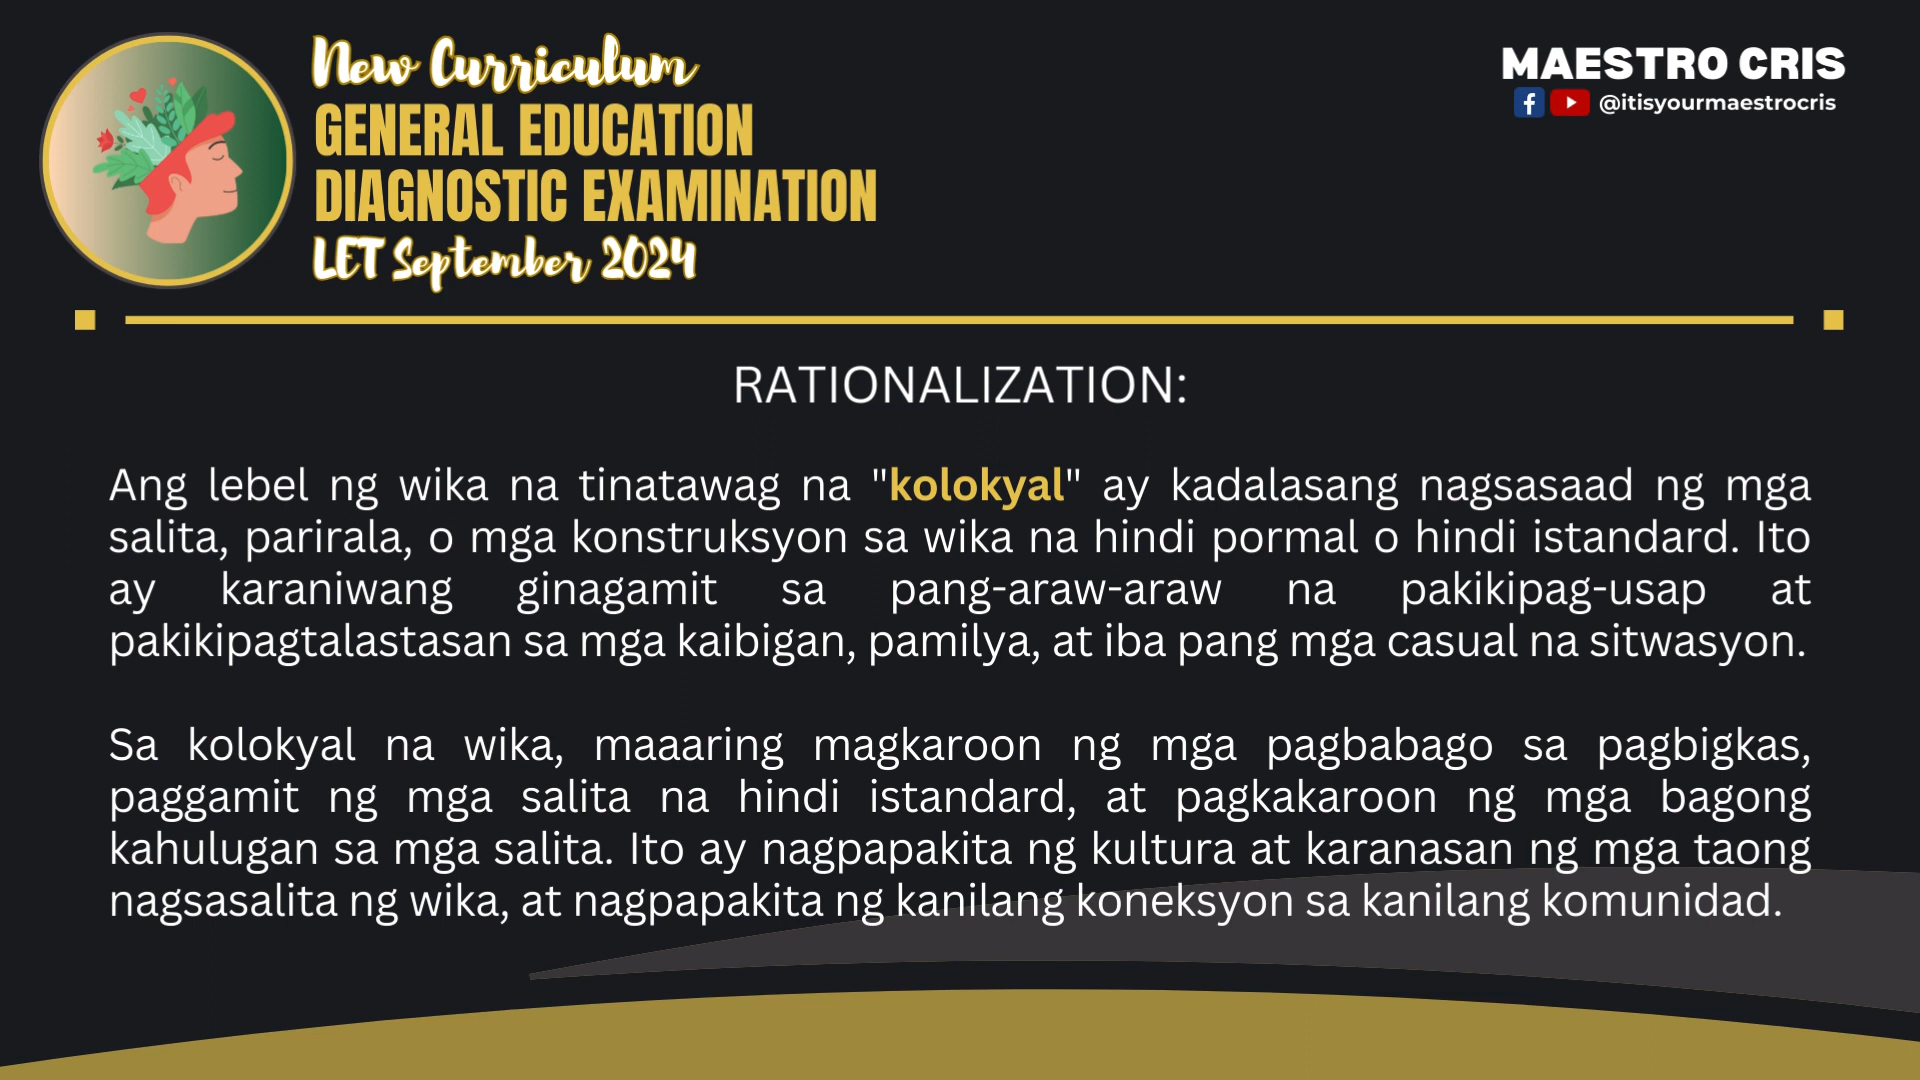 New Curriculum
GENERAL EDUCATION
DIAGNOSTIC EXAMINATION
LET September 2024
MAESTRO CRIS
@itisyourmaestrocris
RATIONALIZATION:
Ang lebel ng wika na tinatawag na "kolokyal" ay kadalasang nagsasaad ng mga
salita, parirala, o mga konstruksyon sa wika na hindi pormal o hindi istandard. Ito
ay karaniwang ginagamit sa pang-araw-araw na pakikipag-usap at
pakikipagtalastasan sa mga kaibigan, pamilya, at iba pang mga casual na sitwasyon.
Sa kolokyal na wika, maaaring magkaroon ng mga pagbabago sa pagbigkas,
paggamit ng mga salita na hindi istandard, at pagkakaroon ng mga bagong
kahulugan sa mga salita. Ito ay nagpapakita ng kultura at karanasan ng mga taong
nagsasalita ng wika, at nagpapakita ng kanilang koneksyon sa kanilang komunidad.